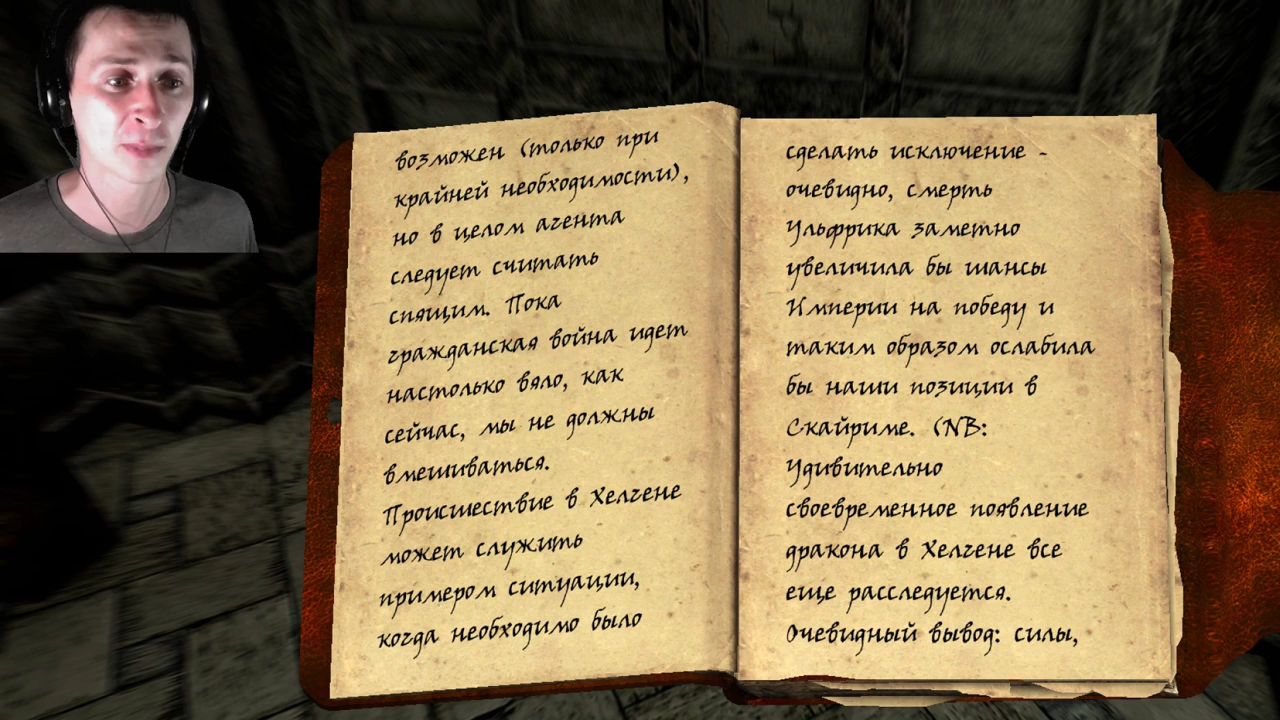 возможен (только при
крайней необходимости),
но в целом агента
следует считать
спящим. Пока
гражданская война идет
настолько вяло, как
сейчас, мы не должны
вмешиваться.
Происшествие в Хелгене
может служить
примером ситуации,
когда необходимо было
сделать исключение -
очевидно, смерть
Ульфрика заметно
увеличила бы шансы
Империи на победу и
таким образом ослабила
бы наши позиции в
Скайриме. (NB:
Удивительно
своевременное появление
дракона в Хелгене все
еще расследуется.
Очевидный вывод: силы,